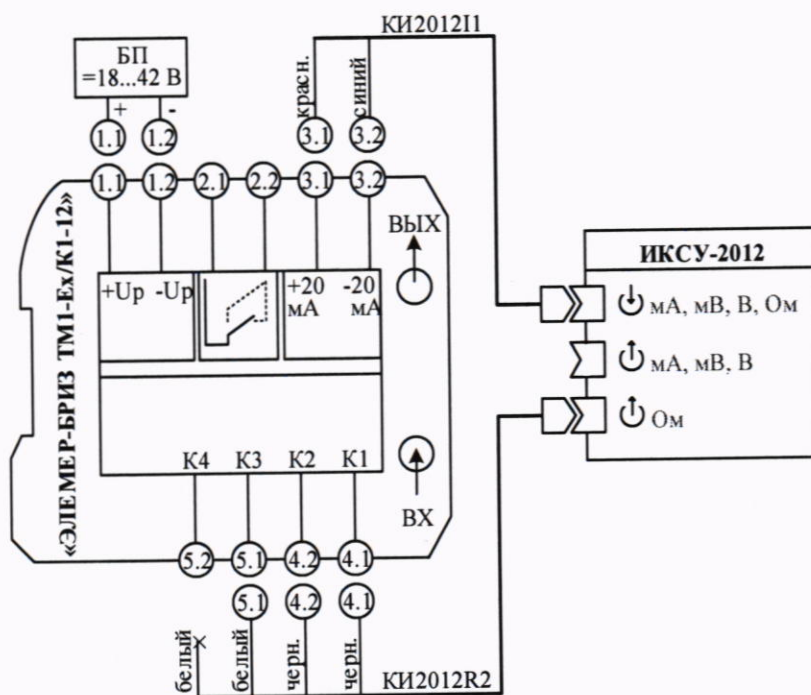 КИ2012I1
БП
=18...42 В
+ -
красн.
синий
1.1 1.2 3.1 3.2
1.1 1.2 2.1 2.2 3.1 3.2
«ЭЛЕМЕР-БРИЗ ТМ1-Ех/К1-12»
ВЫХ
+Up -Up +20 мА -20 мА
ИКСУ-2012
мА, мВ, В, Ом
мА, мВ, В
Ом
К4 К3 К2 К1
ВХ
5.2 5.1 4.2 4.1
5.1 4.2 4.1
белый
белый
черн.
черн.
КИ2012R2